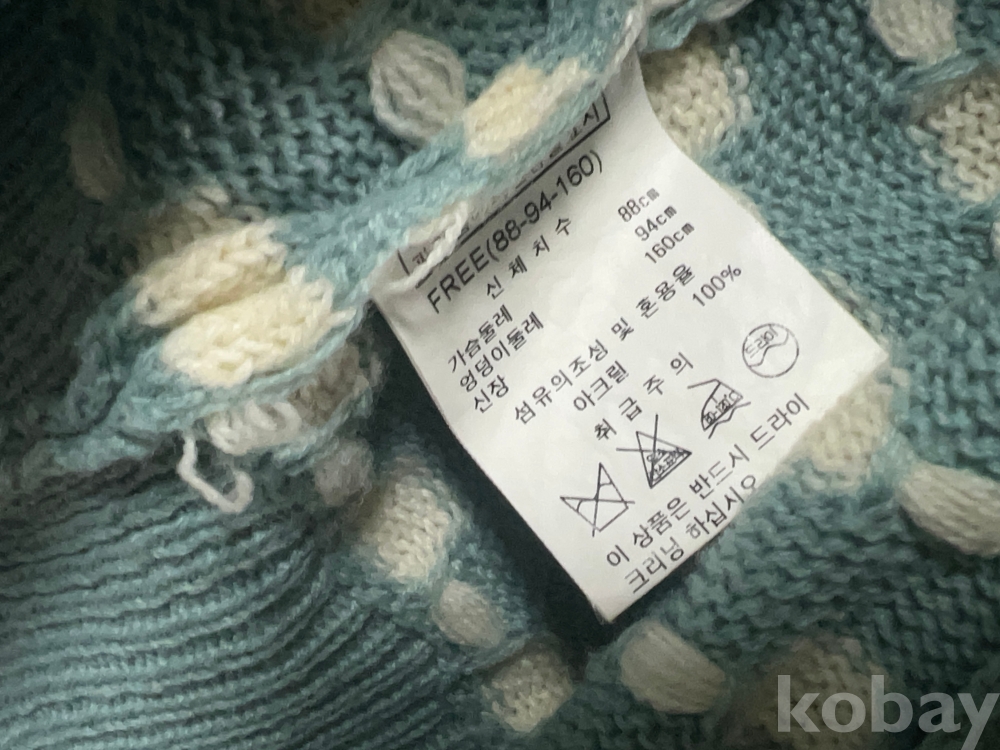 FREE(88-94-160)
신 체 치 수
가슴둘레 88cm
엉덩이둘레 94cm
신장 160cm
섬유의조성 및 혼용율
아크릴 100%
취 급 주 의
드라이
이 상품은 반드시 드라이
크리닝 하십시오
kobay